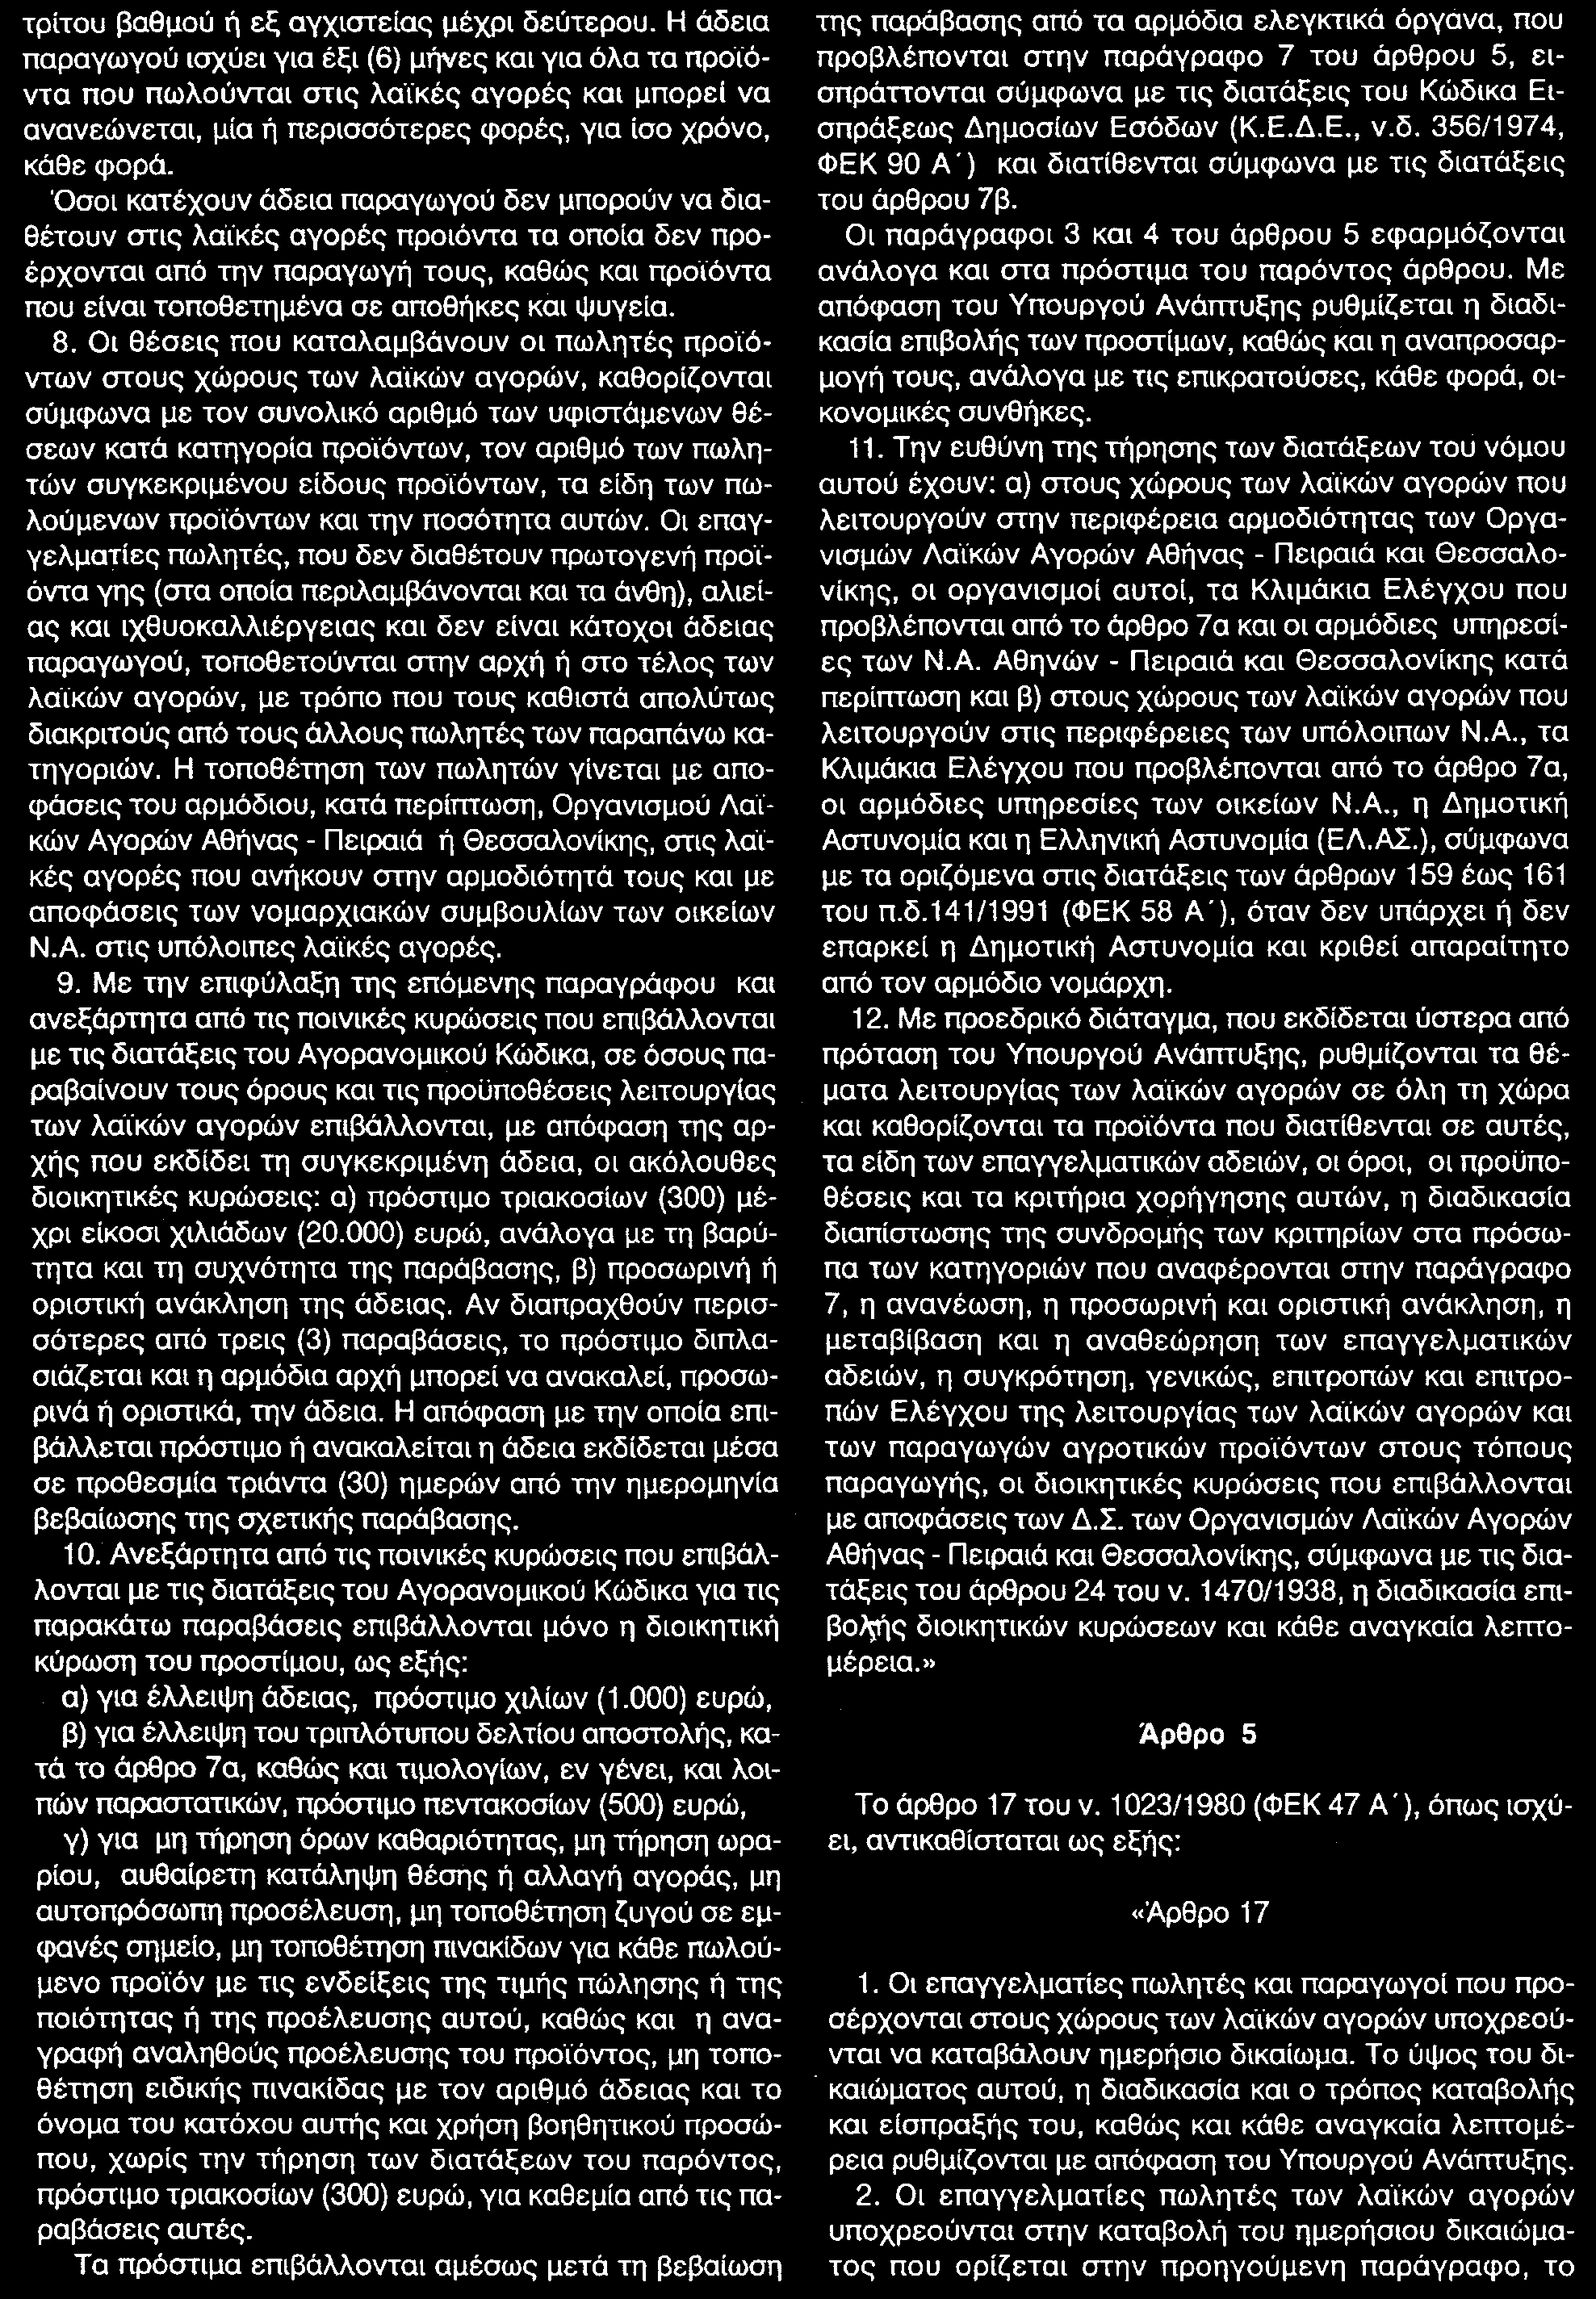 τρίτου βαθμού ή εξ αγχιστείας μέχρι δεύτερου. Η άδεια
παραγωγού ισχύει για έξι (6) μήνες και για όλα τα προϊό-
ντα που πωλούνται στις λαϊκές αγορές και μπορεί να
ανανεώνεται, μία ή περισσότερες φορές, για ίσο χρόνο,
κάθε φορά.
Όσοι κατέχουν άδεια παραγωγού δεν μπορούν να δια-
θέτουν στις λαϊκές αγορές προιόντα τα οποία δεν προ-
έρχονται από την παραγωγή τους, καθώς και προϊόντα
που είναι τοποθετημένα σε αποθήκες και ψυγεία.
8. Οι θέσεις που καταλαμβάνουν οι πωλητές προϊό-
ντων στους χώρους των λαϊκών αγορών, καθορίζονται
σύμφωνα με τον συνολικό αριθμό των υφιστάμενων θέ-
σεων κατά κατηγορία προϊόντων, τον αριθμό των πωλη-
τών συγκεκριμένου είδους προϊόντων, τα είδη των πω-
λούμενων προϊόντων και την ποσότητα αυτών. Οι επαγ-
γελματίες πωλητές, που δεν διαθέτουν πρωτογενή προϊ-
όντα γης (στα οποία περιλαμβάνονται και τα άνθη), αλιεί-
ας και ιχθυοκαλλιέργειας και δεν είναι κάτοχοι άδειας
παραγωγού, τοποθετούνται στην αρχή ή στο τέλος των
λαϊκών αγορών, με τρόπο που τους καθιστά απολύτως
διακριτούς από τους άλλους πωλητές των παραπάνω κα-
τηγοριών. Η τοποθέτηση των πωλητών γίνεται με απο-
φάσεις του αρμόδιου, κατά περίπτωση, Οργανισμού Λαϊ-
κών Αγορών Αθήνας - Πειραιά ή Θεσσαλονίκης, στις λαϊ-
κές αγορές που ανήκουν στην αρμοδιότητά τους και με
αποφάσεις των νομαρχιακών συμβουλίων των οικείων
Ν.Α. στις υπόλοιπες λαϊκές αγορές.
9. Με την επιφύλαξη της επόμενης παραγράφου και
ανεξάρτητα από τις ποινικές κυρώσεις που επιβάλλονται
με τις διατάξεις του Αγορανομικού Κώδικα, σε όσους πα-
ραβαίνουν τους όρους και τις προϋποθέσεις λειτουργίας
των λαϊκών αγορών επιβάλλονται, με απόφαση της αρ-
χής που εκδίδει τη συγκεκριμένη άδεια, οι ακόλουθες
διοικητικές κυρώσεις: α) πρόστιμο τριακοσίων (300) μέ-
χρι είκοσι χιλιάδων (20.000) ευρώ, ανάλογα με τη βαρύ-
τητα και τη συχνότητα της παράβασης, β) προσωρινή ή
οριστική ανάκληση της άδειας. Αν διαπραχθούν περισ-
σότερες από τρεις (3) παραβάσεις, το πρόστιμο διπλα-
σιάζεται και η αρμόδια αρχή μπορεί να ανακαλεί, προσω-
ρινά ή οριστικά, την άδεια. Η απόφαση με την οποία επι-
βάλλεται πρόστιμο ή ανακαλείται η άδεια εκδίδεται μέσα
σε προθεσμία τριάντα (30) ημερών από την ημερομηνία
βεβαίωσης της σχετικής παράβασης.
10. Ανεξάρτητα από τις ποινικές κυρώσεις που επιβάλ-
λονται με τις διατάξεις του Αγορανομικού Κώδικα για τις
παρακάτω παραβάσεις επιβάλλονται μόνο η διοικητική
κύρωση του προστίμου, ως εξής:
α) για έλλειψη άδειας, πρόστιμο χιλίων (1.000) ευρώ,
β) για έλλειψη του τριπλότυπου δελτίου αποστολής, κα-
τά το άρθρο 7α, καθώς και τιμολογίων, εν γένει, και λοι-
πών παραστατικών, πρόστιμο πεντακοσίων (500) ευρώ,
γ) για μη τήρηση όρων καθαριότητας, μη τήρηση ωρα-
ρίου, αυθαίρετη κατάληψη θέσης ή αλλαγή αγοράς, μη
αυτοπρόσωπη προσέλευση, μη τοποθέτηση ζυγού σε εμ-
φανές σημείο, μη τοποθέτηση πινακίδων για κάθε πωλού-
μενο προϊόν με τις ενδείξεις της τιμής πώλησης ή της
ποιότητας ή της προέλευσης αυτού, καθώς και η ανα-
γραφή αναληθούς προέλευσης του προϊόντος, μη τοπο-
θέτηση ειδικής πινακίδας με τον αριθμό άδειας και το
όνομα του κατόχου αυτής και χρήση βοηθητικού προσώ-
που, χωρίς την τήρηση των διατάξεων του παρόντος,
πρόστιμο τριακοσίων (300) ευρώ, για καθεμία από τις πα-
ραβάσεις αυτές.
Τα πρόστιμα επιβάλλονται αμέσως μετά τη βεβαίωση
της παράβασης από τα αρμόδια ελεγκτικά όργανα, που
προβλέπονται στην παράγραφο 7 του άρθρου 5, ει-
σπράττονται σύμφωνα με τις διατάξεις του Κώδικα Ει-
σπράξεως Δημοσίων Εσόδων (Κ.Ε.Δ.Ε., ν.δ. 356/1974,
ΦΕΚ 90 Α΄) και διατίθενται σύμφωνα με τις διατάξεις
του άρθρου 7β.
Οι παράγραφοι 3 και 4 του άρθρου 5 εφαρμόζονται
ανάλογα και στα πρόστιμα του παρόντος άρθρου. Με
απόφαση του Υπουργού Ανάπτυξης ρυθμίζεται η διαδι-
κασία επιβολής των προστίμων, καθώς και η αναπροσαρ-
μογή τους, ανάλογα με τις επικρατούσες, κάθε φορά, οι-
κονομικές συνθήκες.
11. Την ευθύνη της τήρησης των διατάξεων του νόμου
αυτού έχουν: α) στους χώρους των λαϊκών αγορών που
λειτουργούν στην περιφέρεια αρμοδιότητας των Οργα-
νισμών Λαϊκών Αγορών Αθήνας - Πειραιά και Θεσσαλο-
νίκης, οι οργανισμοί αυτοί, τα Κλιμάκια Ελέγχου που
προβλέπονται από το άρθρο 7α και οι αρμόδιες υπηρεσί-
ες των Ν.Α. Αθηνών - Πειραιά και Θεσσαλονίκης κατά
περίπτωση και β) στους χώρους των λαϊκών αγορών που
λειτουργούν στις περιφέρειες των υπόλοιπων Ν.Α., τα
Κλιμάκια Ελέγχου που προβλέπονται από το άρθρο 7α,
οι αρμόδιες υπηρεσίες των οικείων Ν.Α., η Δημοτική
Αστυνομία και η Ελληνική Αστυνομία (ΕΛ.ΑΣ.), σύμφωνα
με τα οριζόμενα στις διατάξεις των άρθρων 159 έως 161
του π.δ.141/1991 (ΦΕΚ 58 Α΄), όταν δεν υπάρχει ή δεν
επαρκεί η Δημοτική Αστυνομία και κριθεί απαραίτητο
από τον αρμόδιο νομάρχη.
12. Με προεδρικό διάταγμα, που εκδίδεται ύστερα από
πρόταση του Υπουργού Ανάπτυξης, ρυθμίζονται τα θέ-
ματα λειτουργίας των λαϊκών αγορών σε όλη τη χώρα
και καθορίζονται τα προϊόντα που διατίθενται σε αυτές,
τα είδη των επαγγελματικών αδειών, οι όροι, οι προϋπο-
θέσεις και τα κριτήρια χορήγησης αυτών, η διαδικασία
διαπίστωσης της συνδρομής των κριτηρίων στα πρόσω-
πα των κατηγοριών που αναφέρονται στην παράγραφο
7, η ανανέωση, η προσωρινή και οριστική ανάκληση, η
μεταβίβαση και η αναθεώρηση των επαγγελματικών
αδειών, η συγκρότηση, γενικώς, επιτροπών και επιτρο-
πών Ελέγχου της λειτουργίας των λαϊκών αγορών και
των παραγωγών αγροτικών προϊόντων στους τόπους
παραγωγής, οι διοικητικές κυρώσεις που επιβάλλονται
με αποφάσεις των Δ.Σ. των Οργανισμών Λαϊκών Αγορών
Αθήνας - Πειραιά και Θεσσαλονίκης, σύμφωνα με τις δια-
τάξεις του άρθρου 24 του ν. 1470/1938, η διαδικασία επι-
βολής διοικητικών κυρώσεων και κάθε αναγκαία λεπτο-
μέρεια.»
Άρθρο 5
Το άρθρο 17 του ν. 1023/1980 (ΦΕΚ 47 Α΄), όπως ισχύ-
ει, αντικαθίσταται ως εξής:
«Άρθρο 17
1. Οι επαγγελματίες πωλητές και παραγωγοί που προ-
σέρχονται στους χώρους των λαϊκών αγορών υποχρεού-
νται να καταβάλουν ημερήσιο δικαίωμα. Το ύψος του δι-
καιώματος αυτού, η διαδικασία και ο τρόπος καταβολής
και είσπραξής του, καθώς και κάθε αναγκαία λεπτομέ-
ρεια ρυθμίζονται με απόφαση του Υπουργού Ανάπτυξης.
2. Οι επαγγελματίες πωλητές των λαϊκών αγορών
υποχρεούνται στην καταβολή του ημερήσιου δικαιώμα-
τος που ορίζεται στην προηγούμενη παράγραφο, το